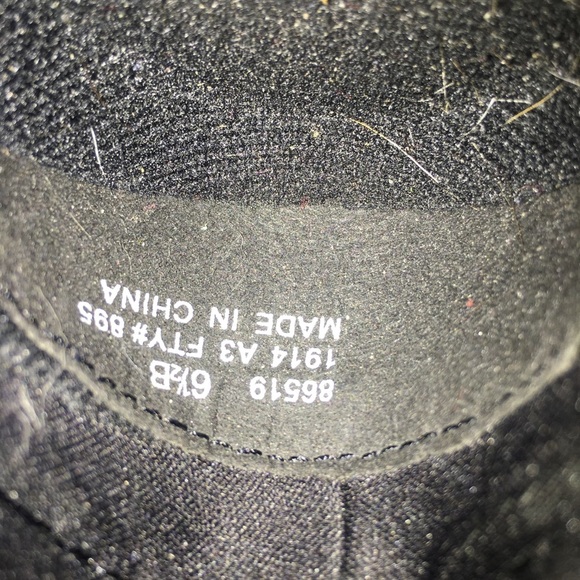 86519 6½B
1914 A3 FTY# 895
.MADE IN CHINA